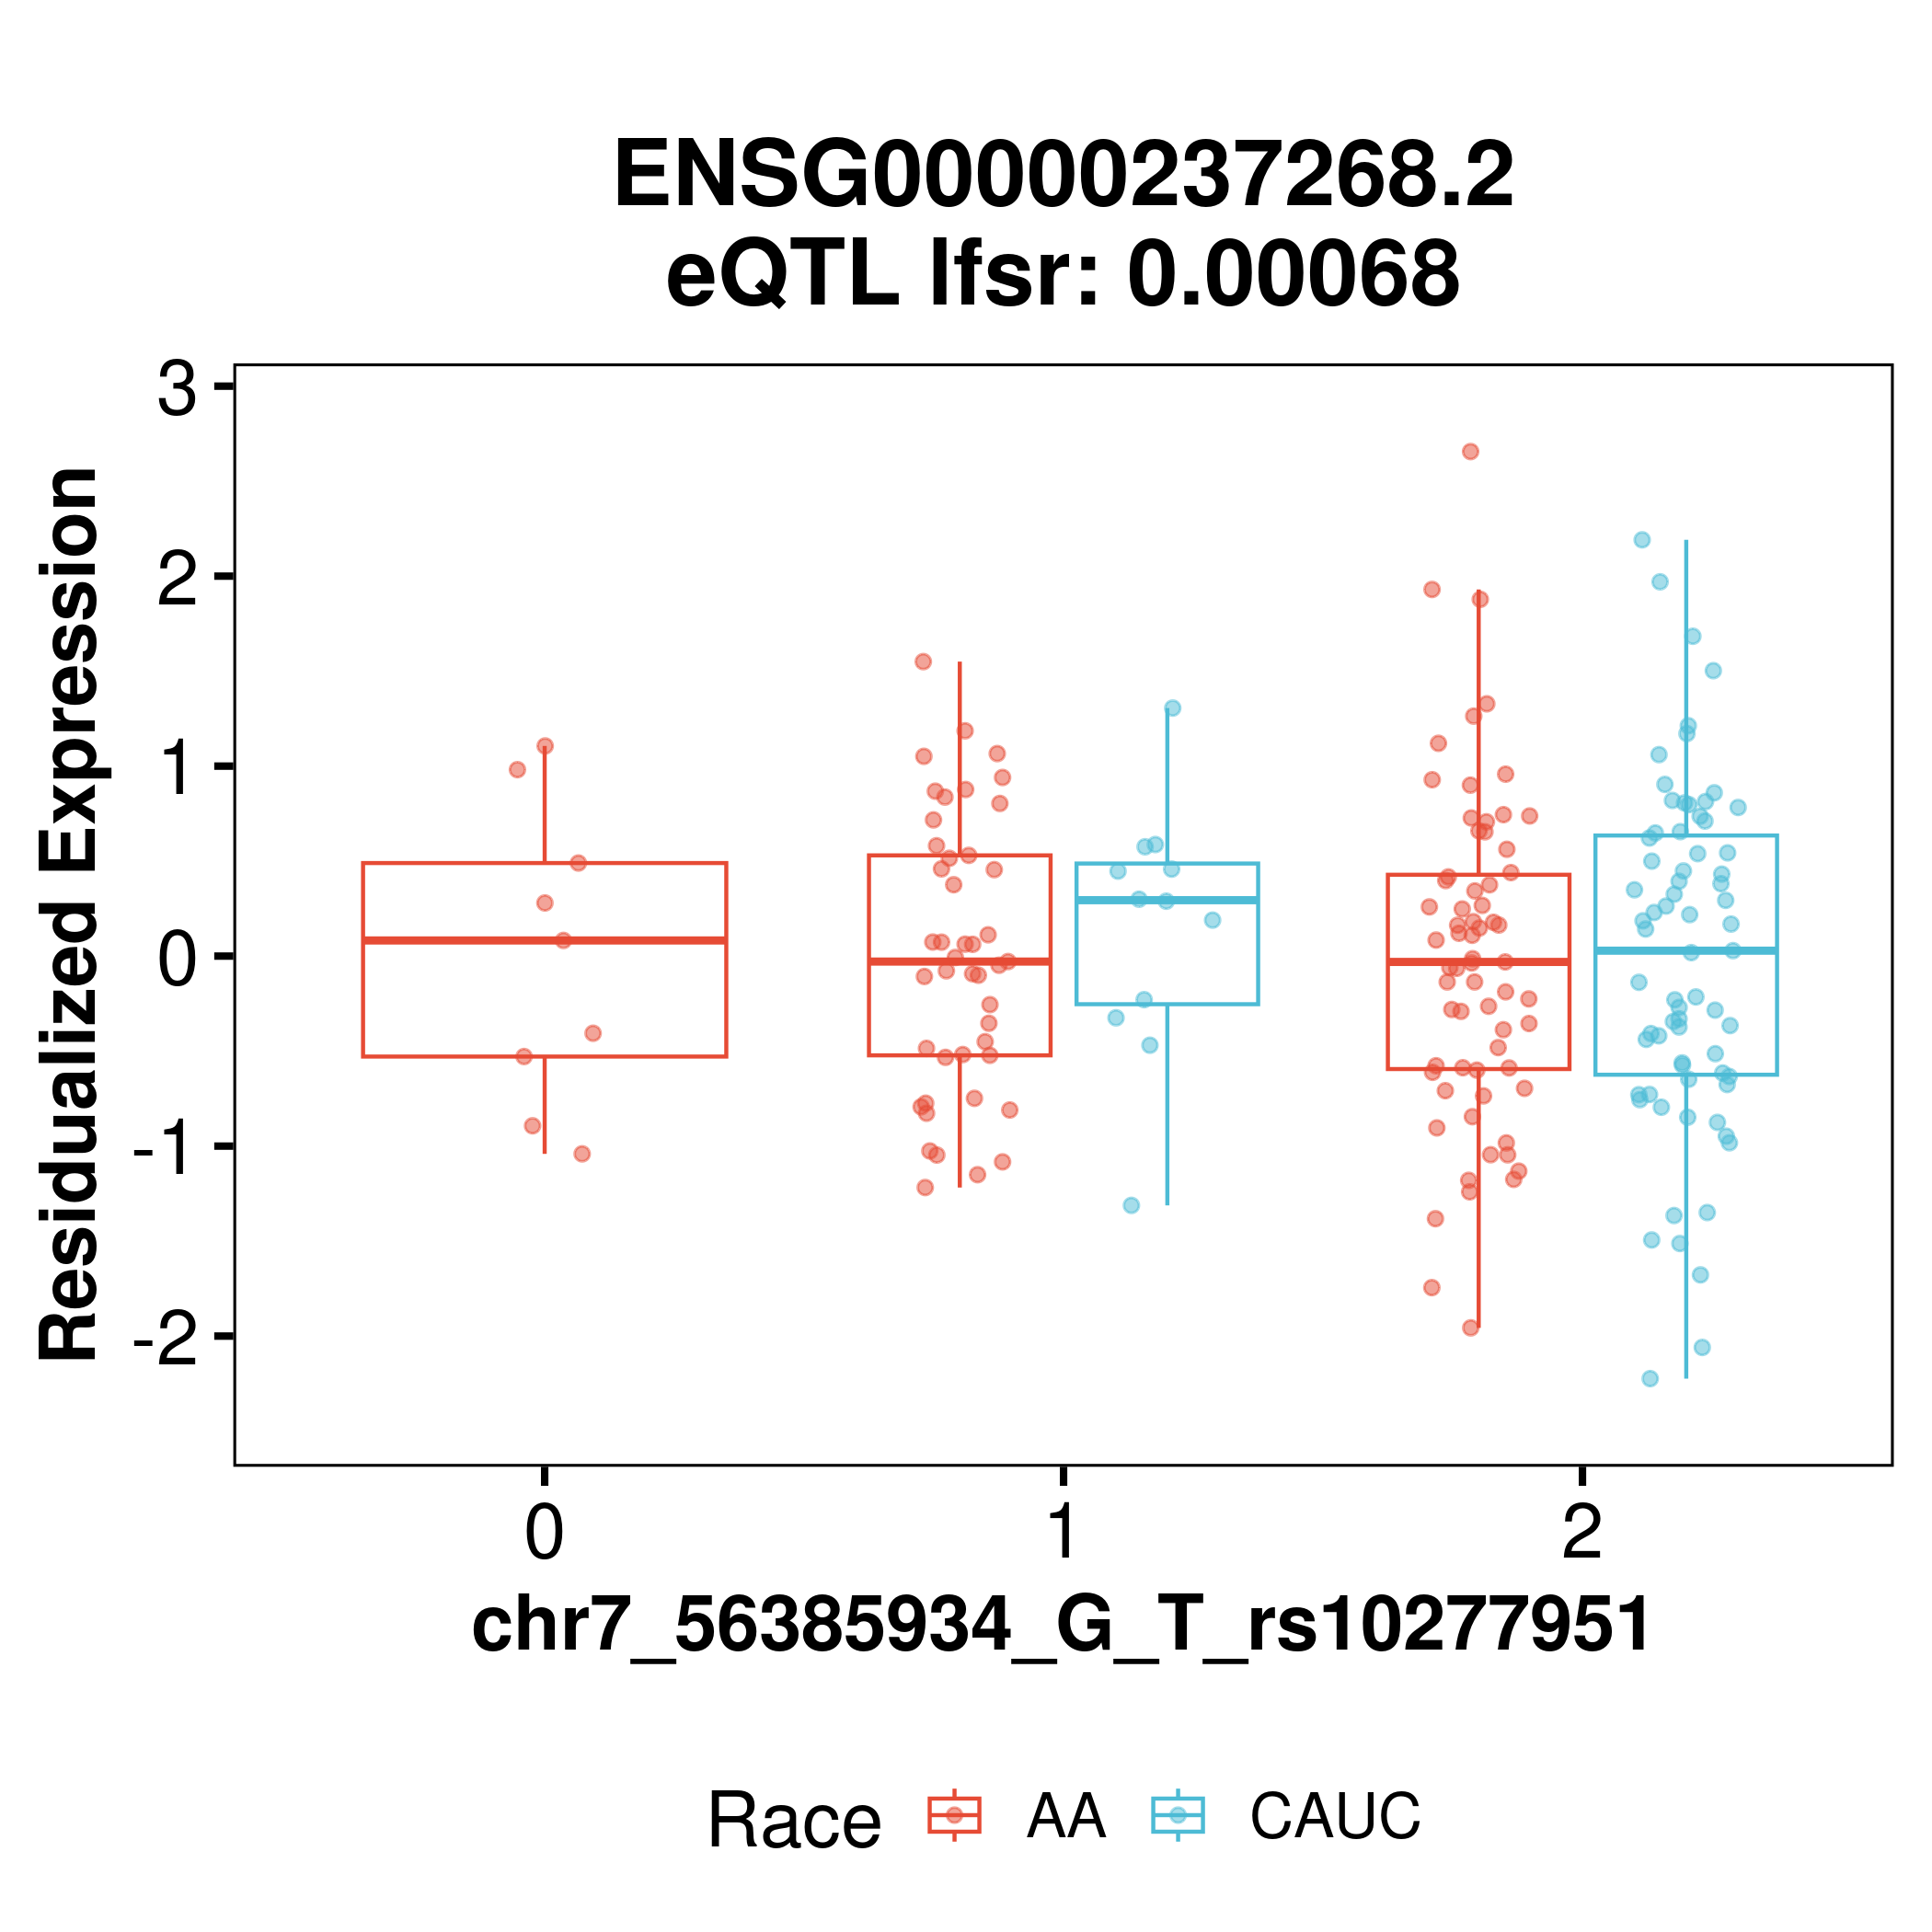 ENSG00000237268.2
eQTL lfsr: 0.00068
Residualized Expression
3
2
1
0
-1
-2
0 1 2
chr7_56385934_G_T_rs10277951
Race AA CAUC